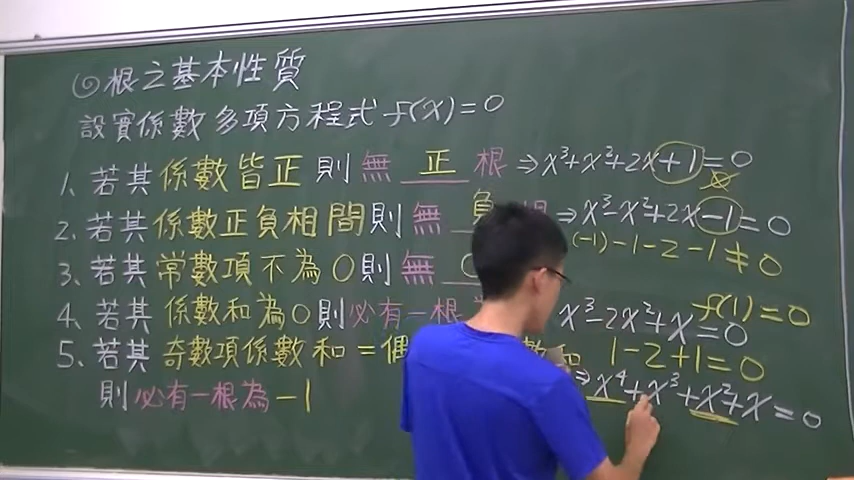 根之基本性質
設實係數多項方程式 f(x)=0
1. 若其係數皆正則無 正 根 ⇒ x³+x²+2x+1=0
2. 若其係數正負相間則無 負 根 ⇒ x³-x²+2x-1=0
(-1)-1-2-1≠0
3. 若其常數項不為0則無
4. 若其係數和為0則必有一根為 x³-2x²+x=0 f(1)=0
1-2+1=0
5. 若其奇數項係數和=偶 數和 ⇒ x⁴+x³+x²+x=0
則必有一根為-1